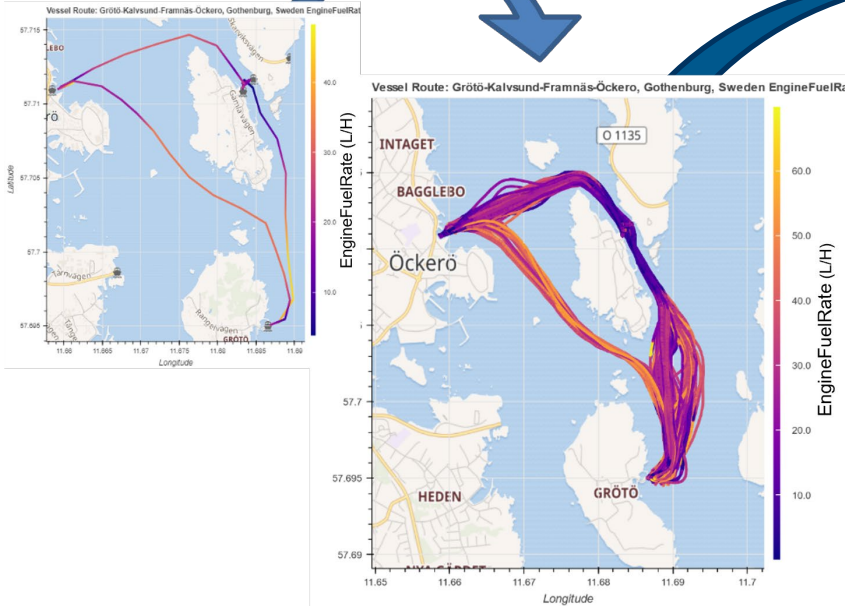 Vessel Route: Grötö-Kalvsund-Framnäs-Öckero, Gothenburg, Sweden EngineFuelRat
57.715
57.71
57.705
57.7
57.695
Latitude
LEBO
rö
Skarviksvägen
Gamla vägen
Rangelvägen
GRÖTÖ
11.66
11.665
11.67
11.675
11.68
11.685
11.69
Longitude
40.0
30.0
20.0
10.0
EngineFuelRate (L/H)
Vessel Route: Grötö-Kalvsund-Framnäs-Öckero, Gothenburg, Sweden EngineFuelRa
INTAGET
O 1135
BAGGLEBO
Öckerö
HEDEN
GRÖTÖ
57.7
57.695
57.69
11.65
11.66
11.67
11.68
11.69
11.7
Longitude
60.0
50.0
40.0
30.0
20.0
10.0
EngineFuelRate (L/H)